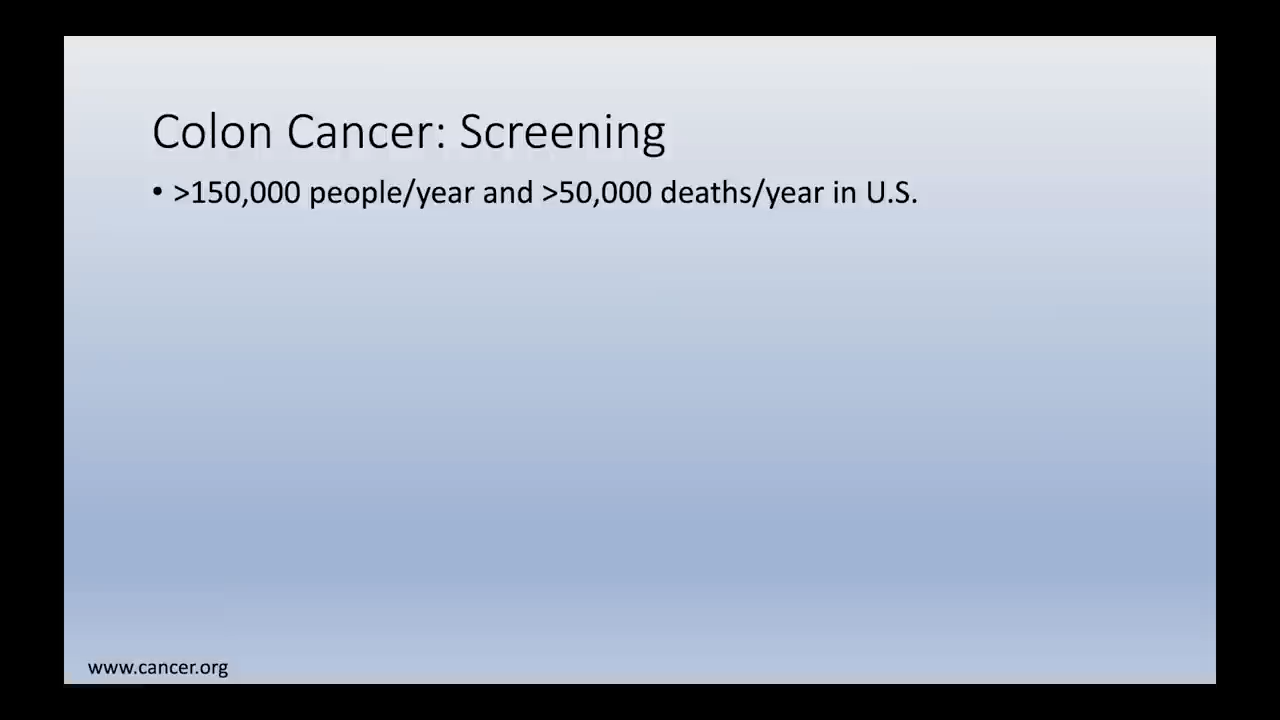 Colon Cancer: Screening
• >150,000 people/year and >50,000 deaths/year in U.S.
www.cancer.org